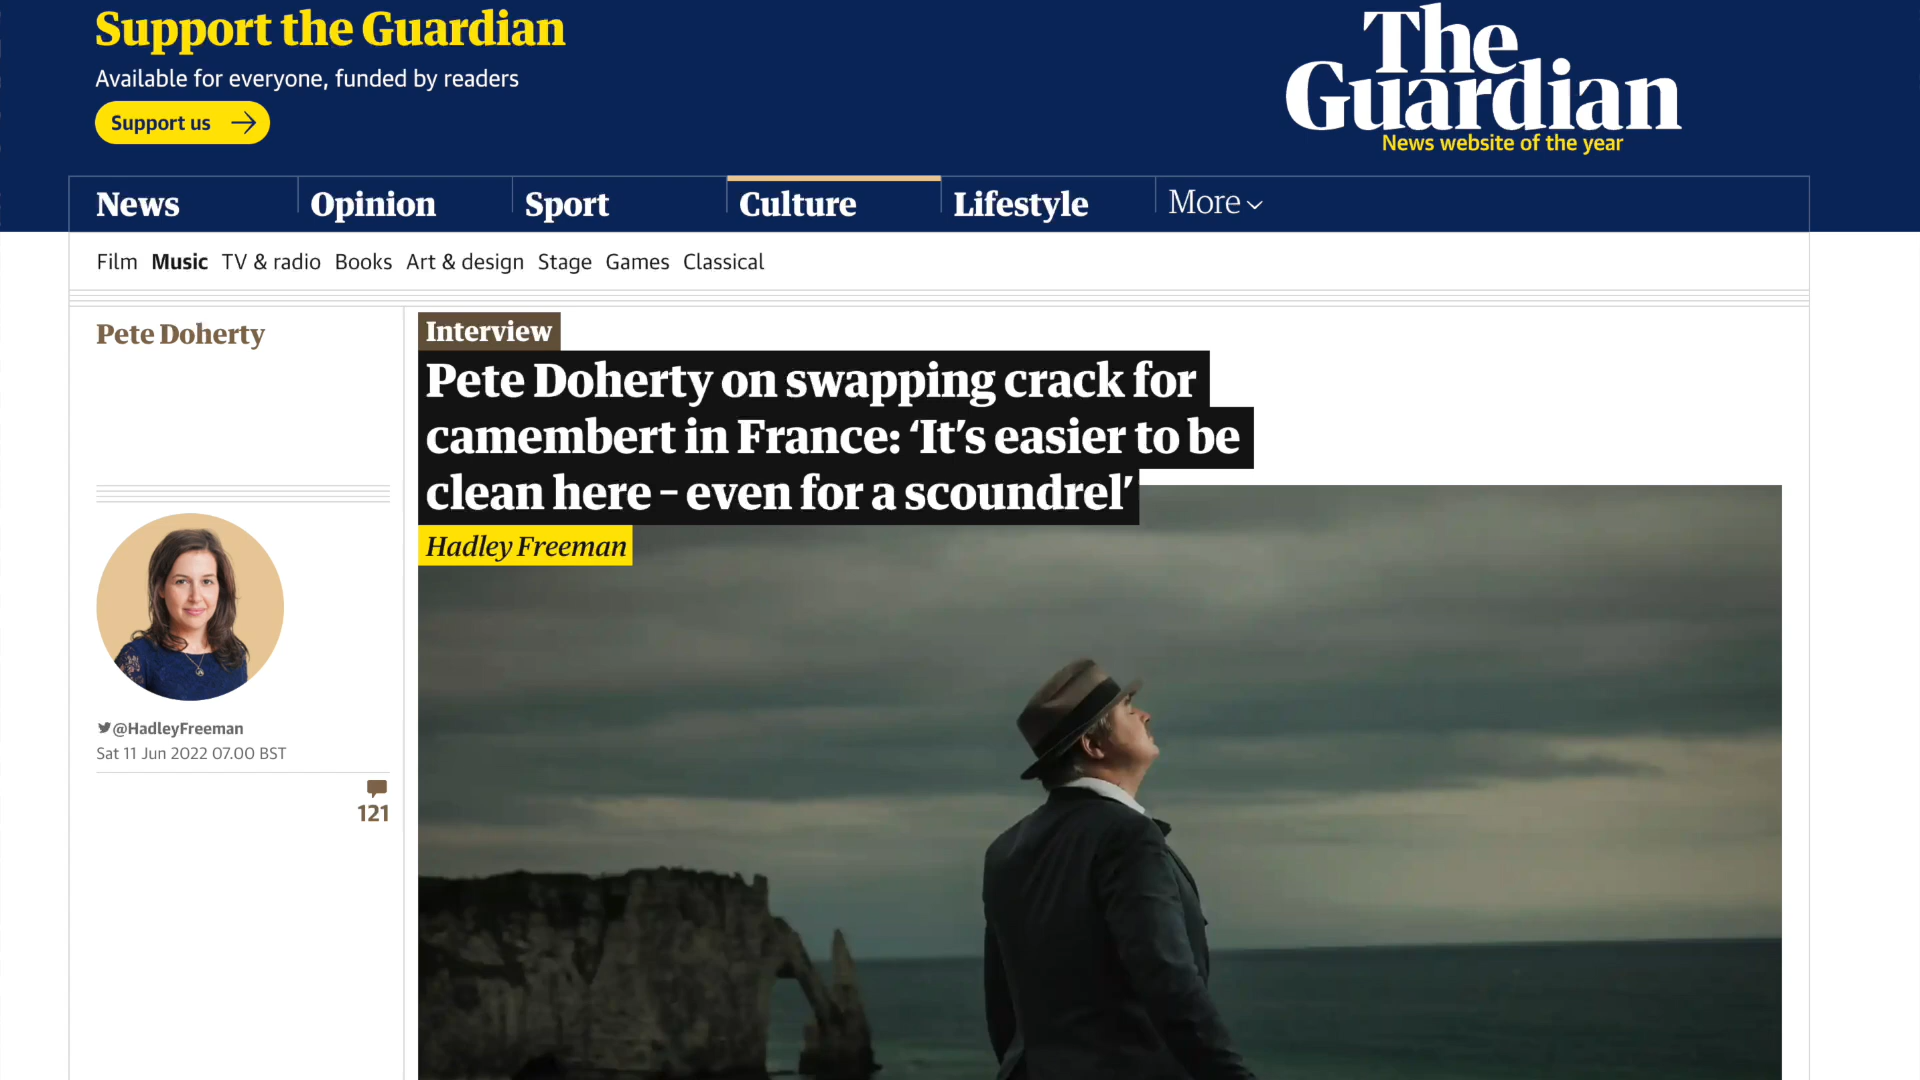 Support the Guardian
Available for everyone, funded by readers
Support us
The
Guardian
News website of the year
News
Opinion
Sport
Culture
Lifestyle
More
Film Music TV & radio Books Art & design Stage Games Classical
Pete Doherty
Interview
Pete Doherty on swapping crack for
camembert in France: ‘It’s easier to be
clean here – even for a scoundrel’
Hadley Freeman
@HadleyFreeman
Sat 11 Jun 2022 07.00 BST
121